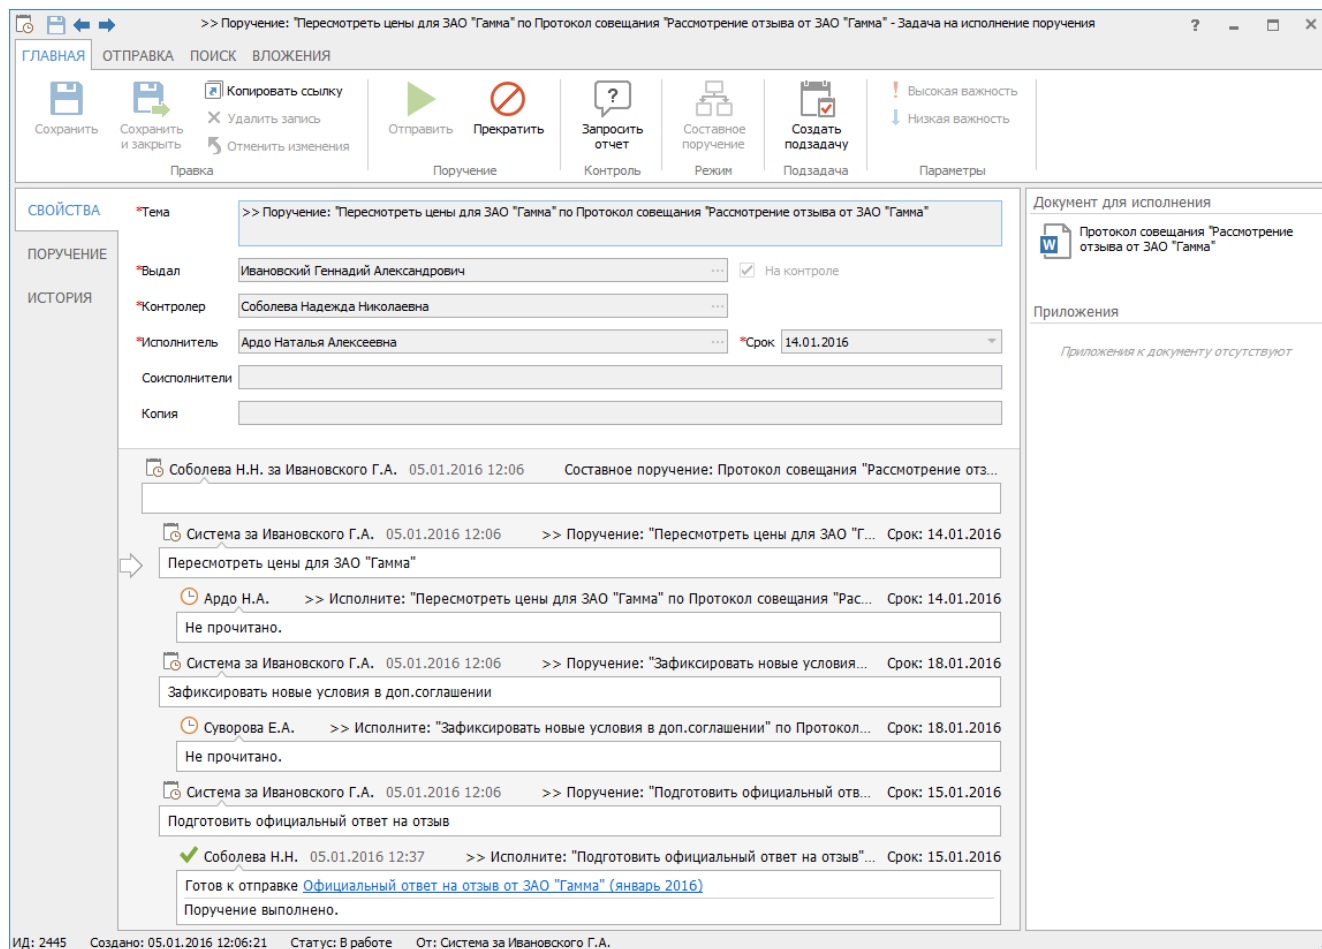 >> Поручение: "Пересмотреть цены для ЗАО "Гамма" по Протокол совещания "Рассмотрение отзыва от ЗАО "Гамма" - Задача на исполнение поручения
ГЛАВНАЯ ОТПРАВКА ПОИСК ВЛОЖЕНИЯ
Сохранить
Сохранить и закрыть
Копировать ссылку
Удалить запись
Отменить изменения
Правка
Отправить
Прекратить
Поручение
Запросить отчет
Контроль
Составное поручение
Режим
Создать подзадачу
Подзадача
Высокая важность
Низкая важность
Параметры
СВОЙСТВА
ПОРУЧЕНИЕ
ИСТОРИЯ
*Тема >> Поручение: "Пересмотреть цены для ЗАО "Гамма" по Протокол совещания "Рассмотрение отзыва от ЗАО "Гамма"
*Выдал Ивановский Геннадий Александрович ... На контроле
*Контролер Соболева Надежда Николаевна ...
*Исполнитель Ардо Наталья Алексеевна ... *Срок 14.01.2016
Соисполнители
Копия
Соболева Н.Н. за Ивановского Г.А. 05.01.2016 12:06 Составное поручение: Протокол совещания "Рассмотрение отз...
Система за Ивановского Г.А. 05.01.2016 12:06 >> Поручение: "Пересмотреть цены для ЗАО "Г... Срок: 14.01.2016
Пересмотреть цены для ЗАО "Гамма"
Ардо Н.А. >> Исполните: "Пересмотреть цены для ЗАО "Гамма" по Протокол совещания "Рас... Срок: 14.01.2016
Не прочитано.
Система за Ивановского Г.А. 05.01.2016 12:06 >> Поручение: "Зафиксировать новые условия... Срок: 18.01.2016
Зафиксировать новые условия в доп.соглашении
Суворова Е.А. >> Исполните: "Зафиксировать новые условия в доп.соглашении" по Протокол... Срок: 18.01.2016
Не прочитано.
Система за Ивановского Г.А. 05.01.2016 12:06 >> Поручение: "Подготовить официальный отв... Срок: 15.01.2016
Подготовить официальный ответ на отзыв
Соболева Н.Н. 05.01.2016 12:37 >> Исполните: "Подготовить официальный ответ на отзыв"... Срок: 15.01.2016
Готов к отправке Официальный ответ на отзыв от ЗАО "Гамма" (январь 2016)
Поручение выполнено.
Документ для исполнения
Протокол совещания "Рассмотрение
отзыва от ЗАО "Гамма"
Приложения
Приложения к документу отсутствуют
ИД: 2445 Создано: 05.01.2016 12:06:21 Статус: В работе От: Система за Ивановского Г.А.